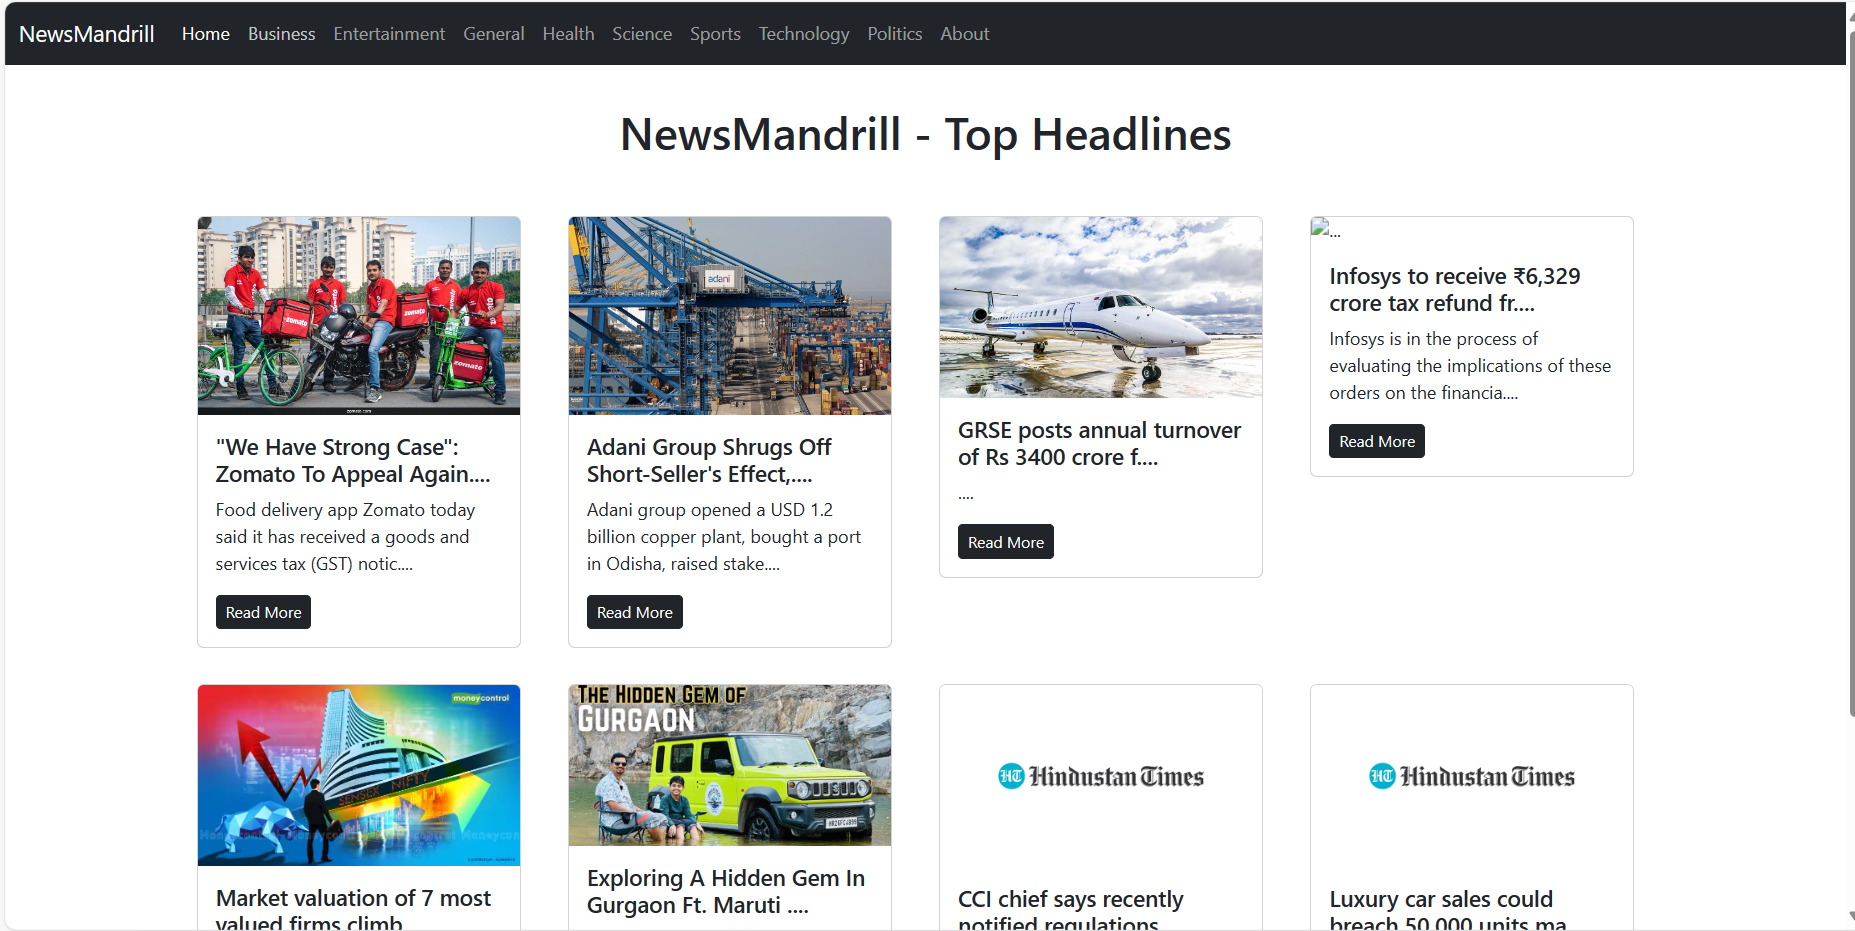 NewsMandrill Home Business Entertainment General Health Science Sports Technology Politics About
NewsMandrill - Top Headlines
zomato
zomato
zomato.com
"We Have Strong Case":
Zomato To Appeal Again....
Food delivery app Zomato today
said it has received a goods and
services tax (GST) notic....
Read More
adani
Adani Group Shrugs Off
Short-Seller's Effect,....
Adani group opened a USD 1.2
billion copper plant, bought a port
in Odisha, raised stake....
Read More
GRSE posts annual turnover
of Rs 3400 crore f....
....
Read More
...
Infosys to receive ₹6,329
crore tax refund fr....
Infosys is in the process of
evaluating the implications of these
orders on the financia....
Read More
moneycontrol
SENSEX NIFTY
Market valuation of 7 most
valued firms climb
THE HIDDEN GEM OF
GURGAON
Exploring A Hidden Gem In
Gurgaon Ft. Maruti ....
HT Hindustan Times
CCI chief says recently
notified regulations
HT Hindustan Times
Luxury car sales could
breach 50,000 units ma